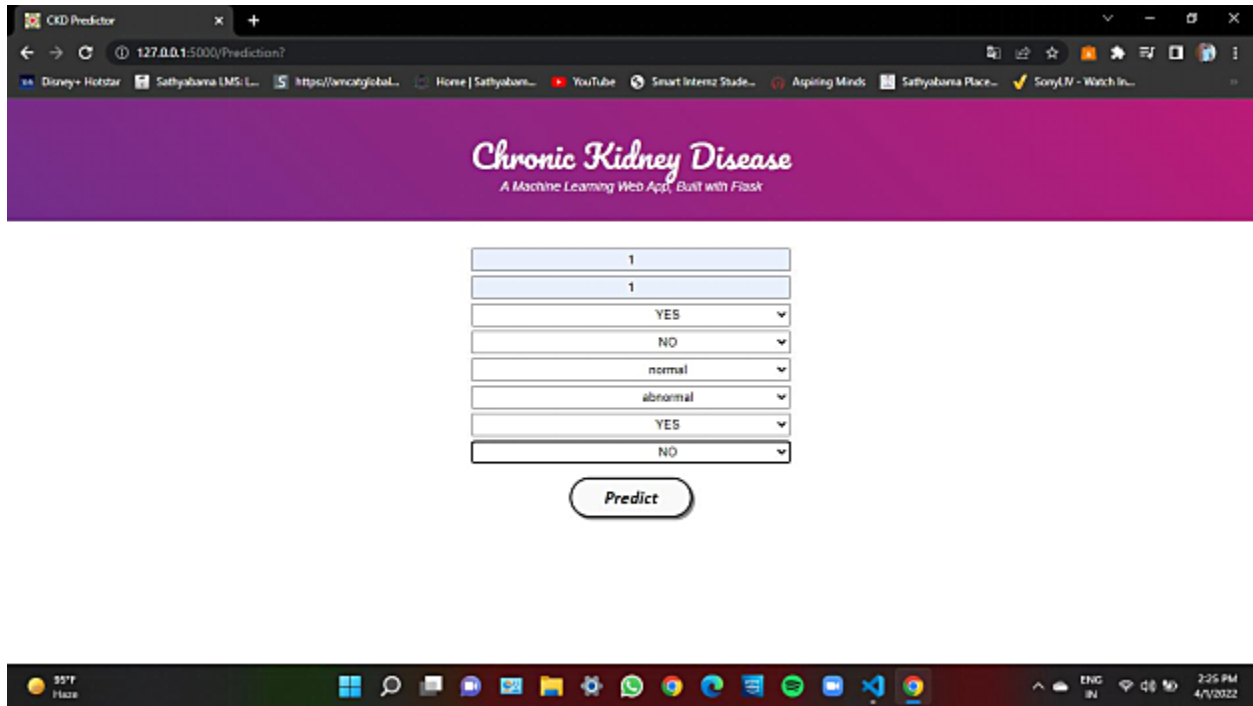 CKD Predictor
127.0.0.1:5000/Prediction?
Disney+ Hotstar Sathyabama LMS: L... https://amcatglobal... Home | Sathyabam... YouTube Smart Internz Stude... Aspiring Minds Sathyabama Place... SonyLIV - Watch In...
Chronic Kidney Disease
A Machine Learning Web App, Built with Flask
1
1
YES
NO
normal
abnormal
YES
NO
Predict
95°F
Haze
ENG
IN
2:25 PM
4/1/2022